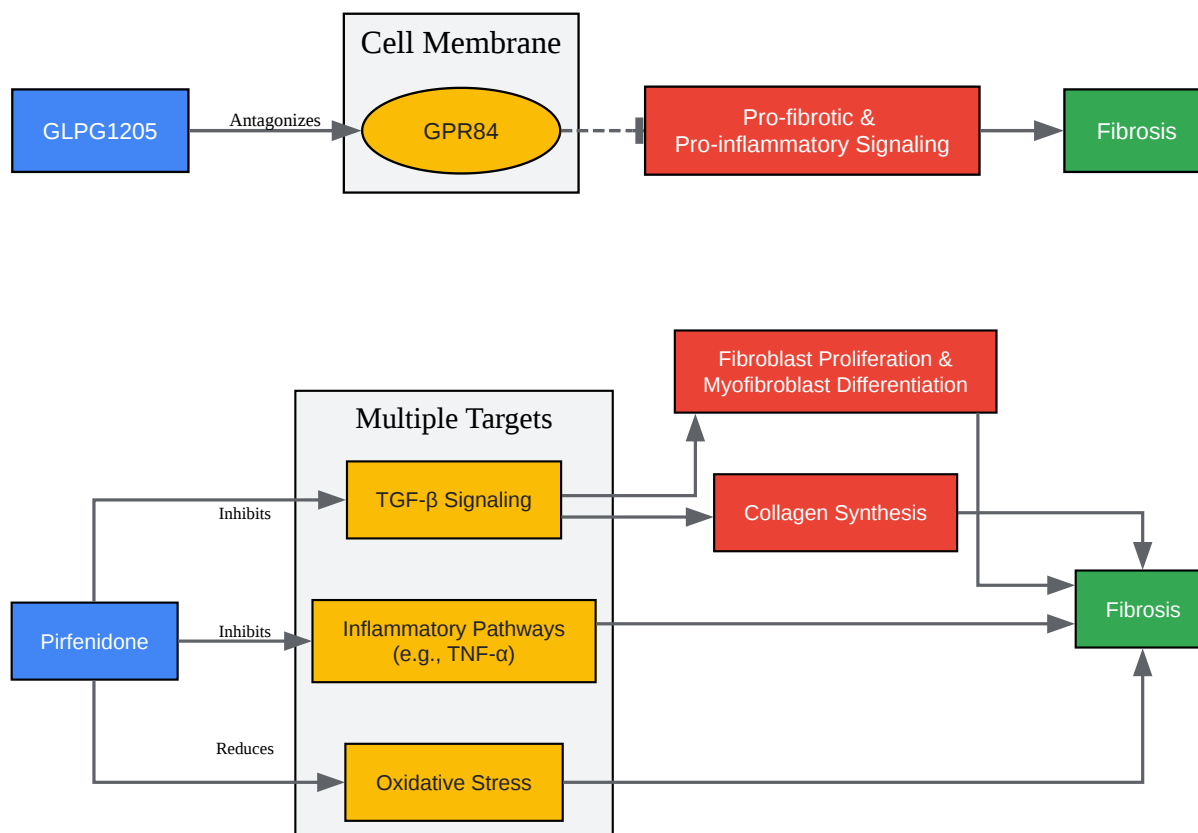 Cell Membrane
GLPG1205
Antagonizes
GPR84
Pro-fibrotic &
Pro-inflammatory Signaling
Fibrosis
Fibroblast Proliferation &
Myofibroblast Differentiation
Multiple Targets
TGF-β Signaling
Inhibits
Collagen Synthesis
Pirfenidone
Inhibits
Inflammatory Pathways
(e.g., TNF-α)
Fibrosis
Reduces
Oxidative Stress